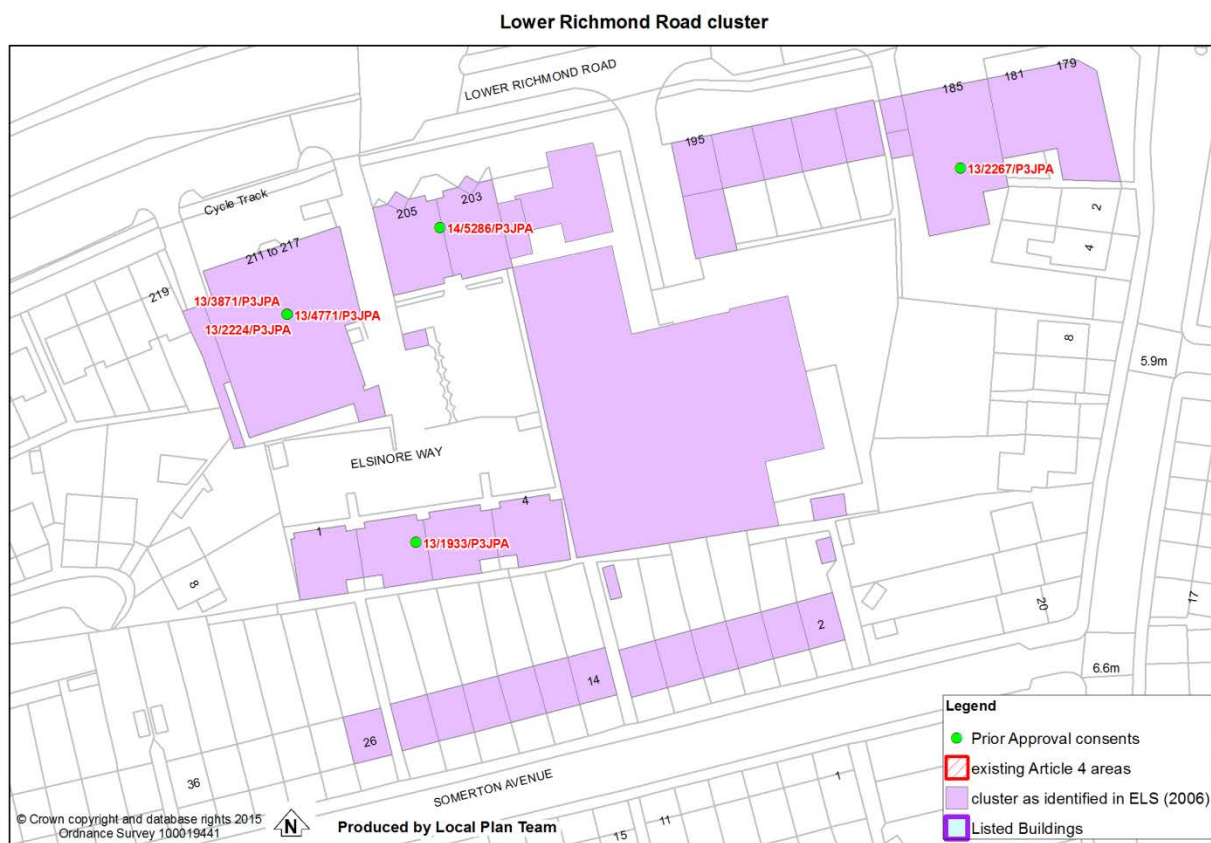 Lower Richmond Road cluster
LOWER RICHMOND ROAD
179
181
185
195
13/2267/P3JPA
Cycle Track
203
205
14/5286/P3JPA
2
4
211 to 217
219
13/3871/P3JPA
13/4771/P3JPA
13/2224/P3JPA
8
5.9m
ELSINORE WAY
4
1
13/1933/P3JPA
8
20
17
2
14
6.6m
26
36
SOMERTON AVENUE
1
11
15
Legend
Prior Approval consents
existing Article 4 areas
cluster as identified in ELS (2006)
Listed Buildings
© Crown copyright and database rights 2015
Ordnance Survey 100019441
N
Produced by Local Plan Team